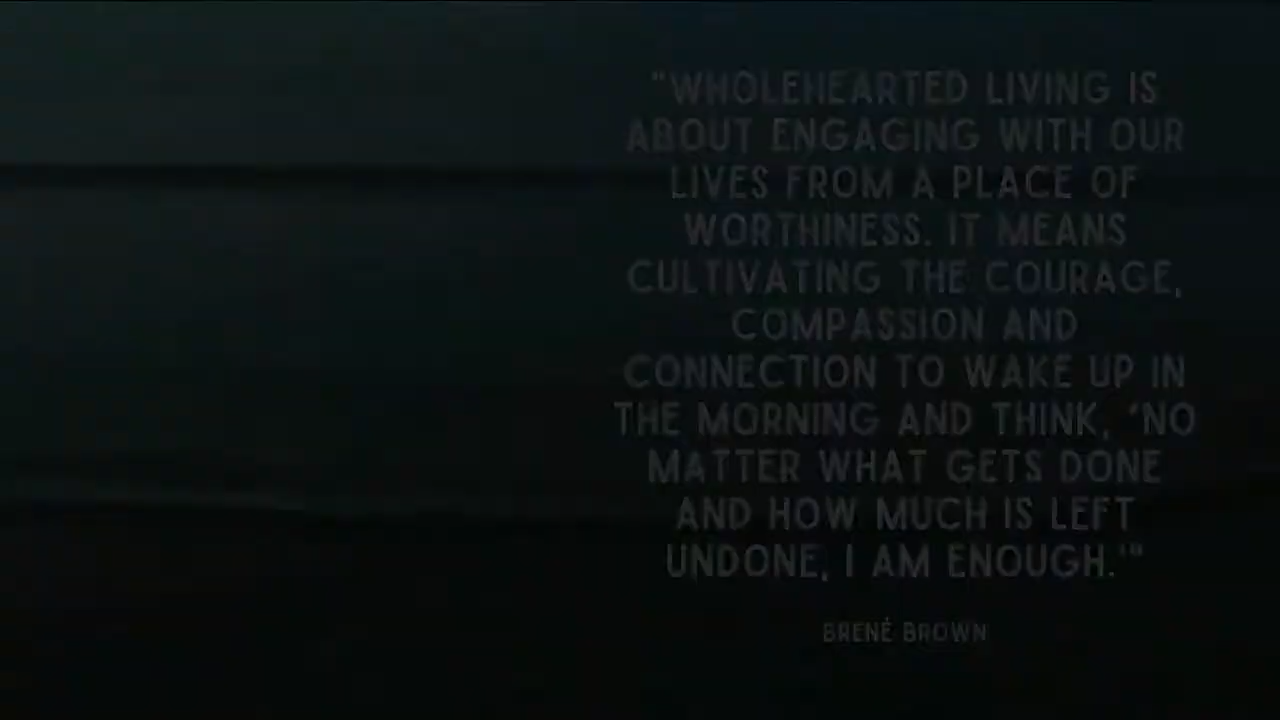 "WHOLEHEARTED LIVING IS
ABOUT ENGAGING WITH OUR
LIVES FROM A PLACE OF
WORTHINESS. IT MEANS
CULTIVATING THE COURAGE,
COMPASSION AND
CONNECTION TO WAKE UP IN
THE MORNING AND THINK, 'NO
MATTER WHAT GETS DONE
AND HOW MUCH IS LEFT
UNDONE, I AM ENOUGH.'"
BRENÉ BROWN